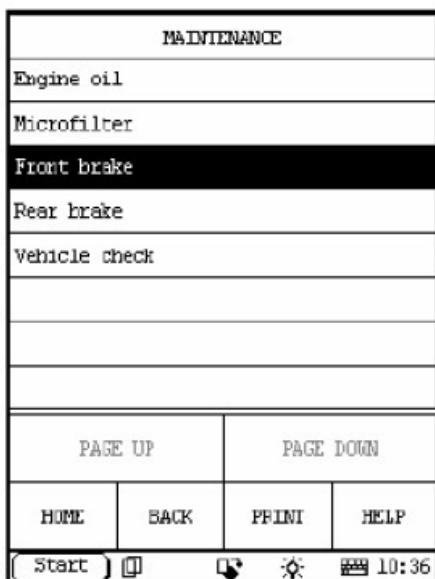 MAINTENANCE
Engine oil
Microfilter
Front brake
Rear brake
Vehicle check
PAGE UP PAGE DOWN
HOME BACK PRINT HELP
Start 10:36